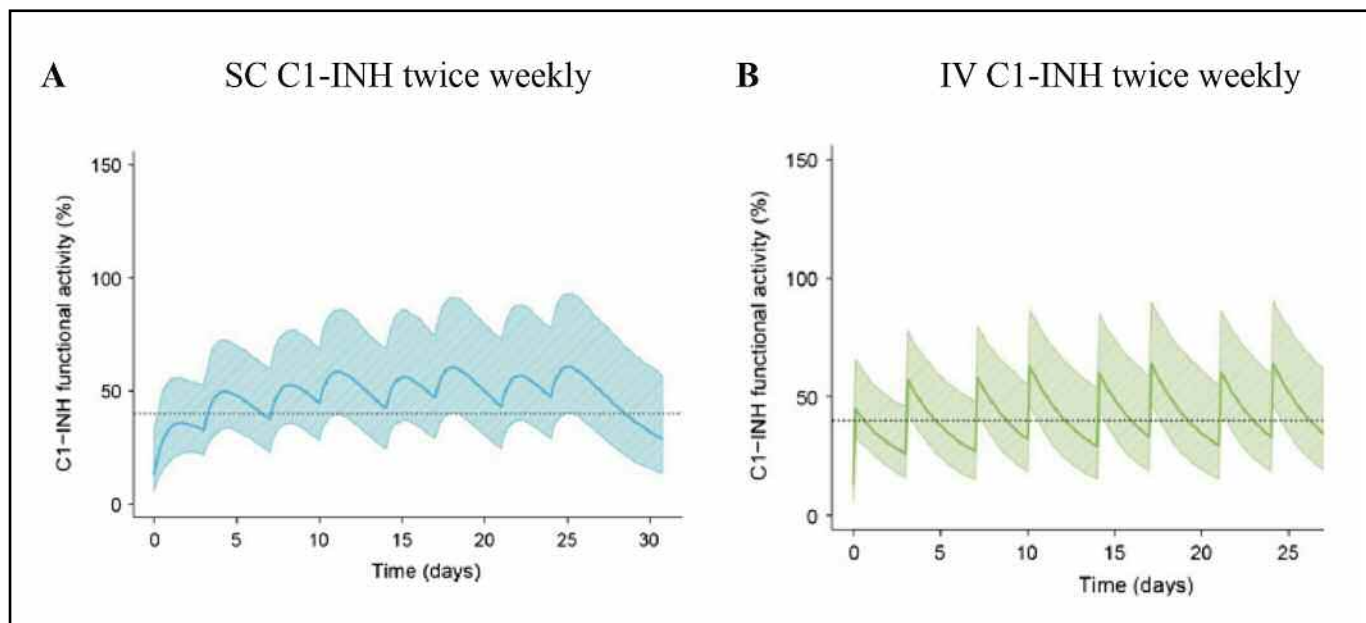 A
SC C1-INH twice weekly
150
100
50
0
C1−INH functional activity (%)
0 5 10 15 20 25 30
Time (days)
B
IV C1-INH twice weekly
150
100
50
0
C1−INH functional activity (%)
0 5 10 15 20 25
Time (days)